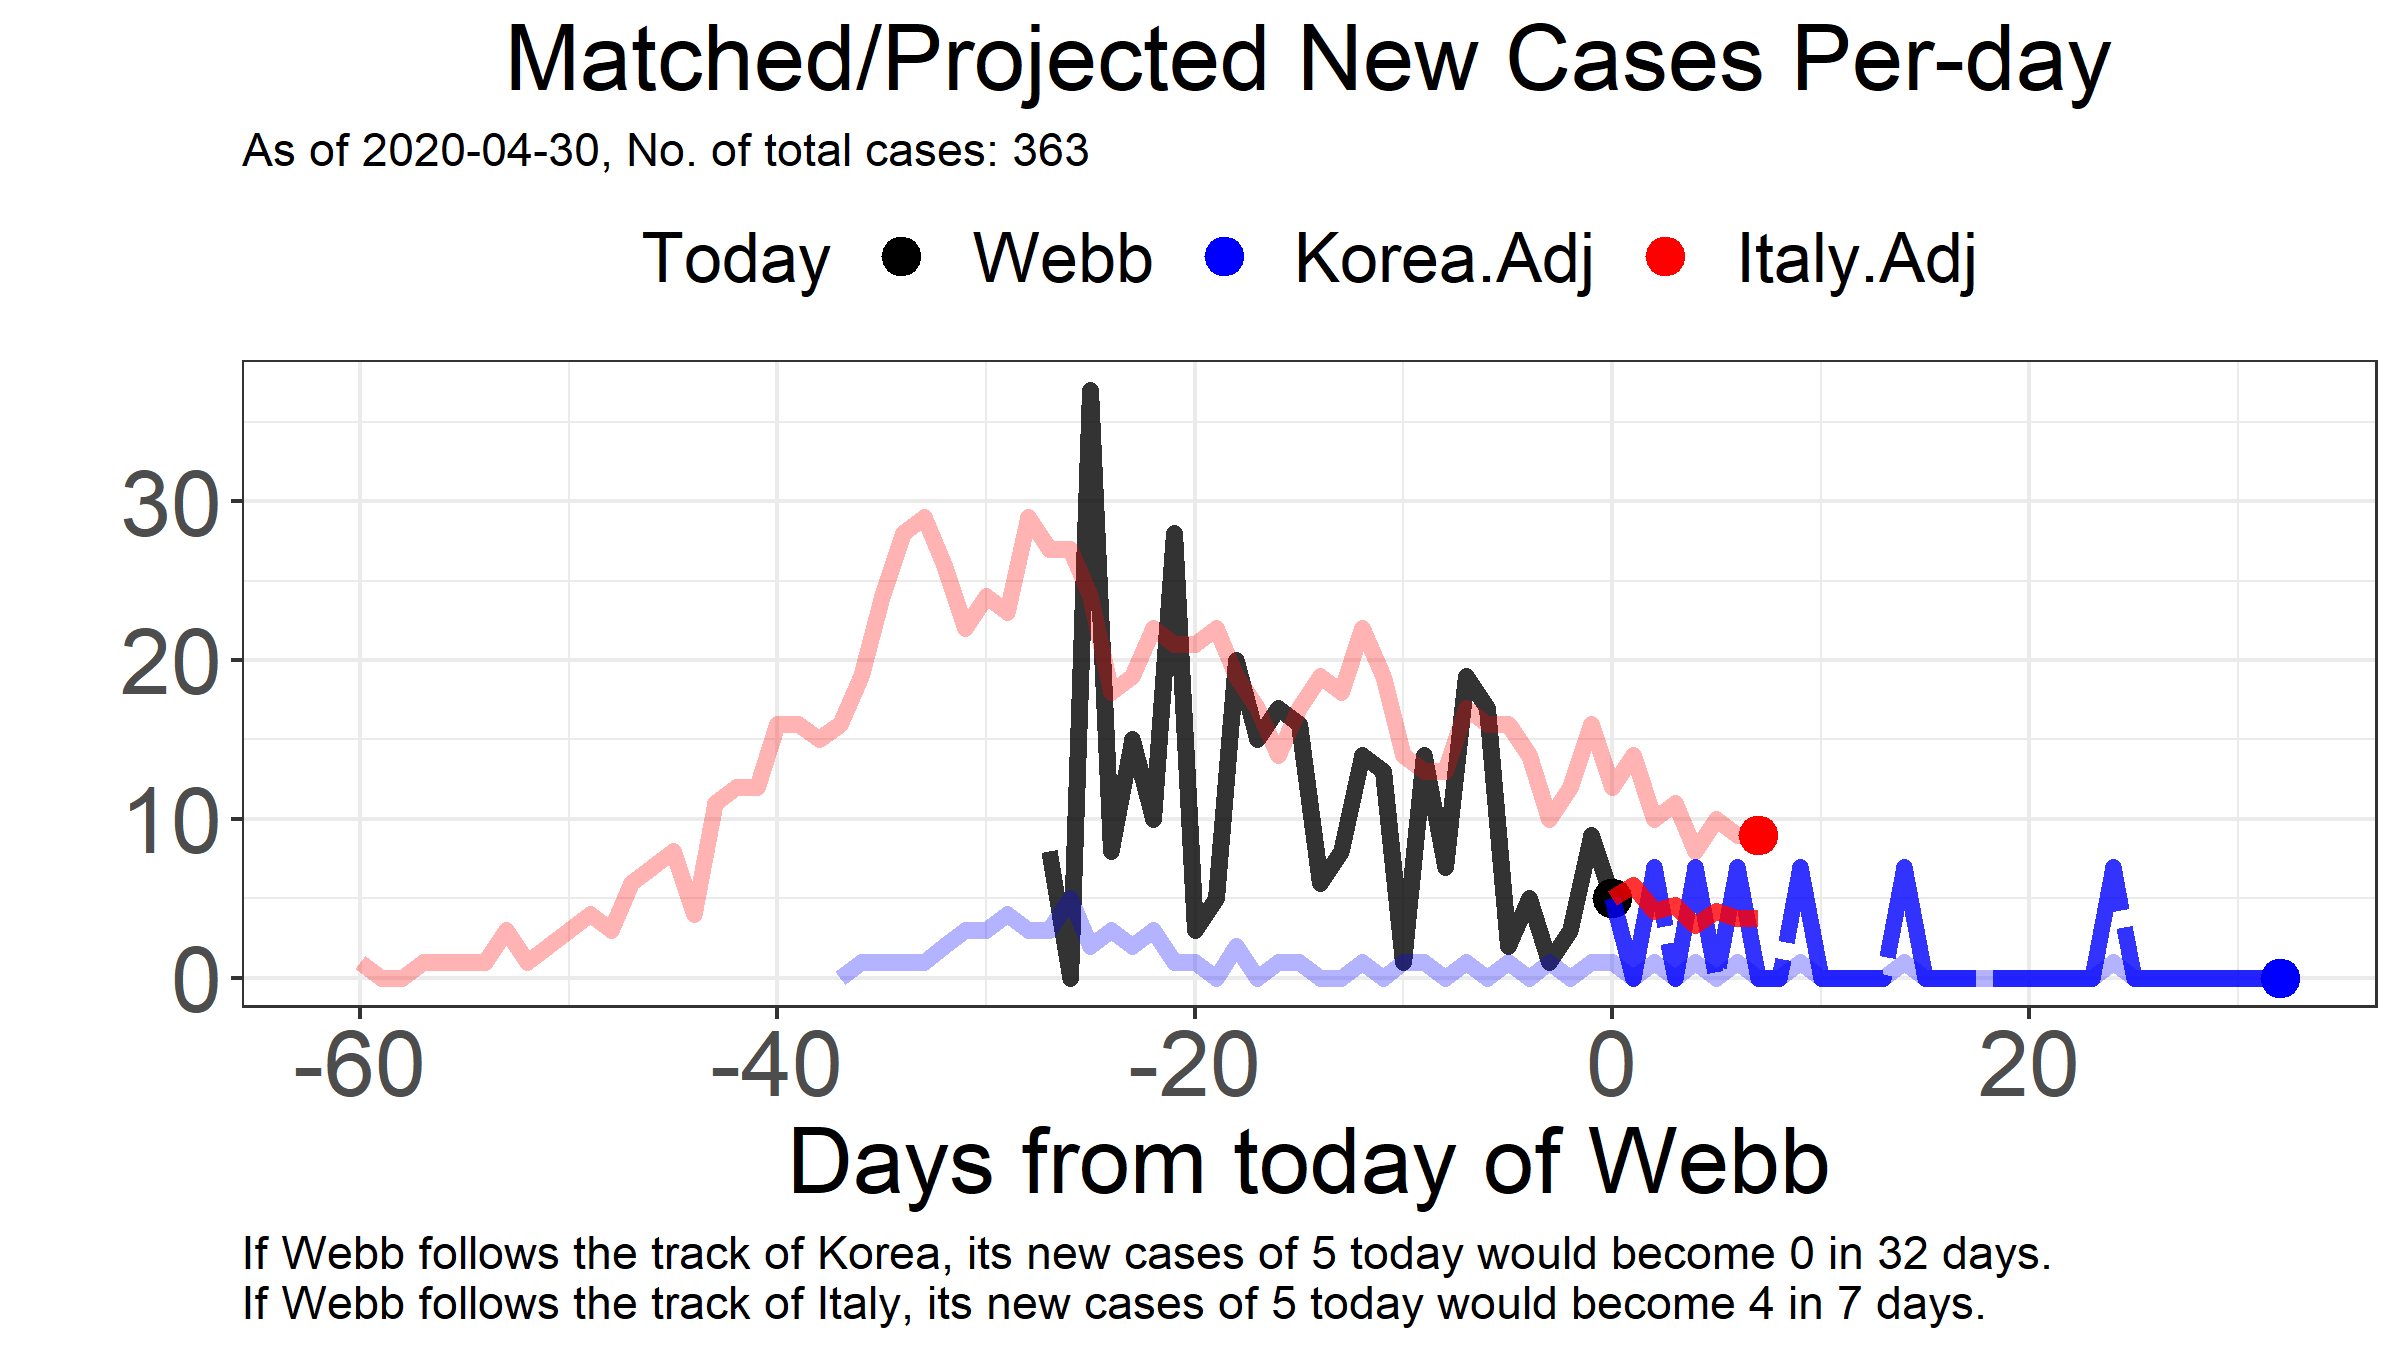 Matched/Projected New Cases Per-day
As of 2020-04-30, No. of total cases: 363
Today Webb Korea.Adj Italy.Adj
30
20
10
0
-60 -40 -20 0 20
Days from today of Webb
If Webb follows the track of Korea, its new cases of 5 today would become 0 in 32 days.
If Webb follows the track of Italy, its new cases of 5 today would become 4 in 7 days.